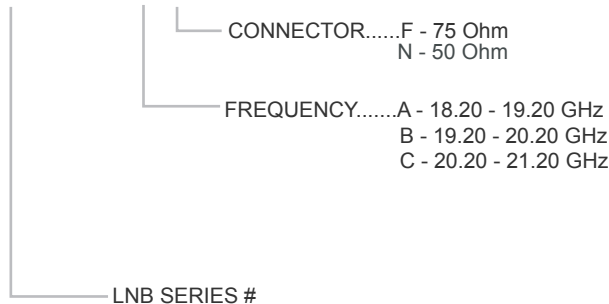 CONNECTOR......F - 75 Ohm
N - 50 Ohm
FREQUENCY.......A - 18.20 - 19.20 GHz
B - 19.20 - 20.20 GHz
C - 20.20 - 21.20 GHz
LNB SERIES #